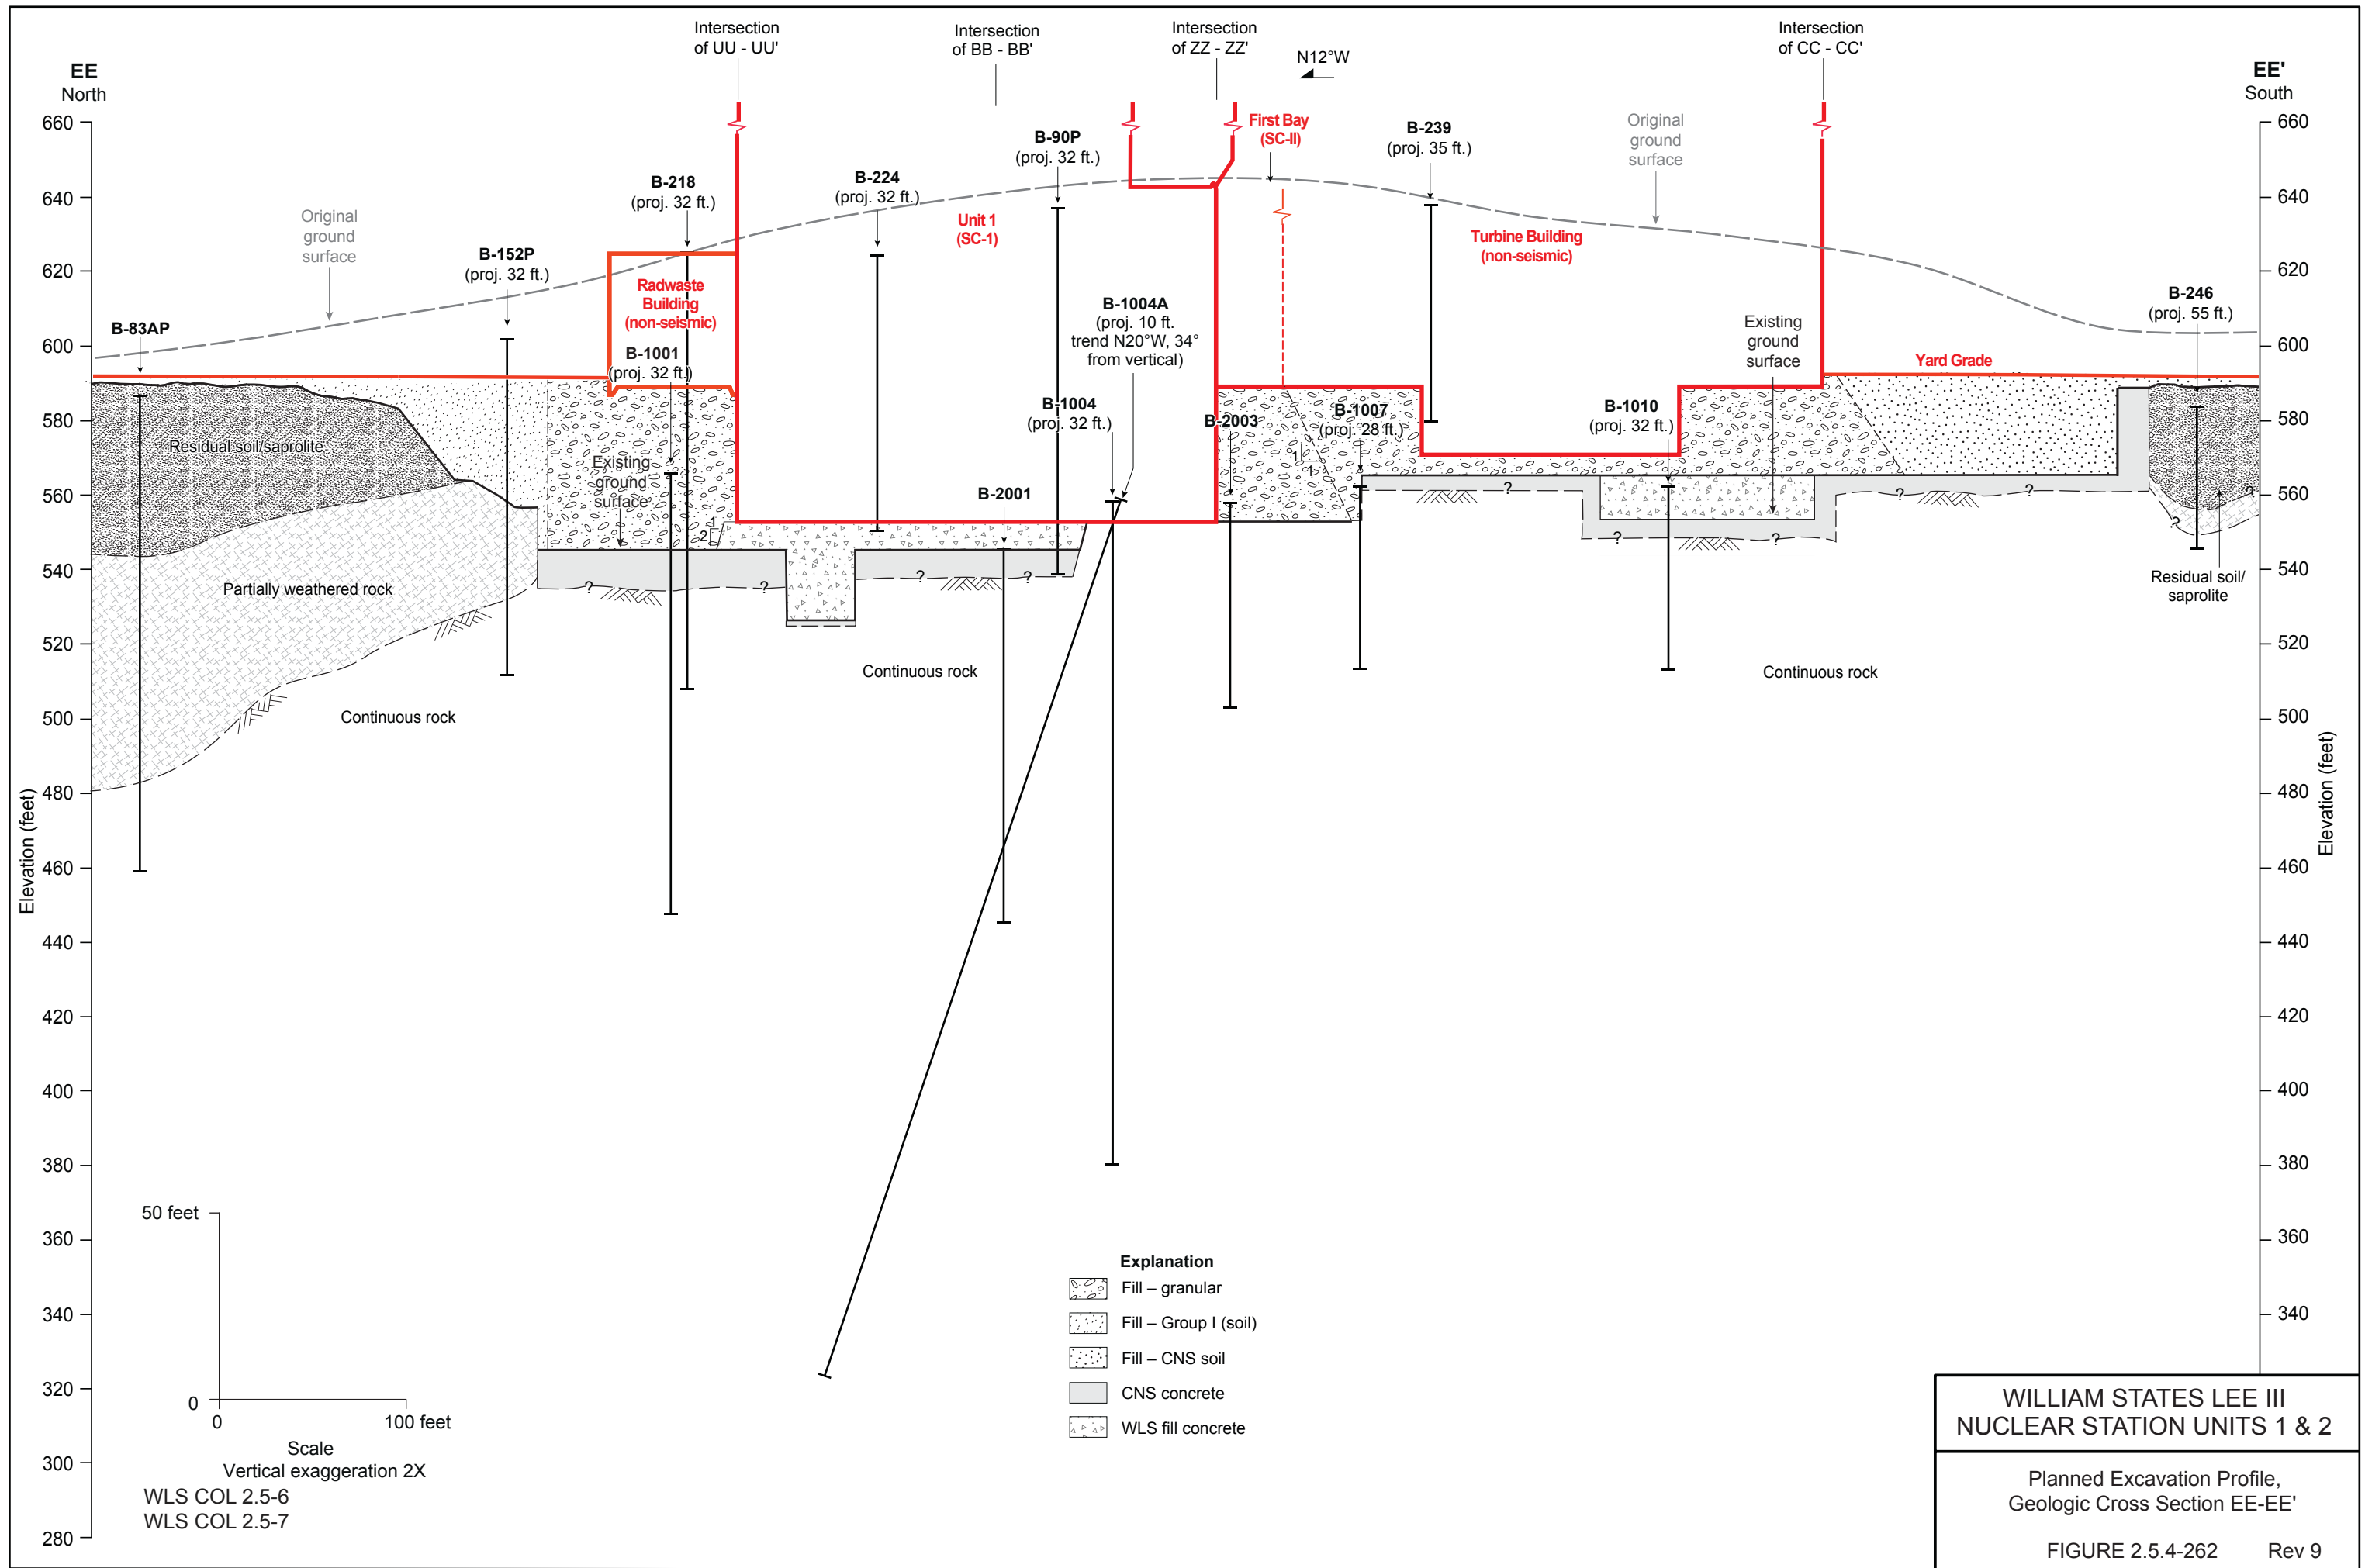 Intersection
of UU - UU'
Intersection
of BB - BB'
Intersection
of ZZ - ZZ'
N12°W
Intersection
of CC - CC'
EE
North
EE'
South
First Bay
(SC-II)
Original
ground
surface
B-239
(proj. 35 ft.)
B-90P
(proj. 32 ft.)
B-218
(proj. 32 ft.)
B-224
(proj. 32 ft.)
Unit 1
(SC-1)
Turbine Building
(non-seismic)
Original
ground
surface
B-152P
(proj. 32 ft.)
Radwaste
Building
(non-seismic)
B-1004A
(proj. 10 ft.
trend N20°W, 34°
from vertical)
B-246
(proj. 55 ft.)
B-83AP
B-1001
(proj. 32 ft.)
Existing
ground
surface
Yard Grade
B-1004
(proj. 32 ft.)
B-2003
B-1007
(proj. 28 ft.)
B-1010
(proj. 32 ft.)
Residual soil/saprolite
Existing
ground
surface
1
1
B-2001
1
2
?
?
?
?
?
?
?
?
?
?
?
?
Partially weathered rock
Residual soil/
saprolite
Continuous rock
Continuous rock
Continuous rock
660
640
620
600
580
560
540
520
500
480
460
440
420
400
380
360
340
320
300
280
Elevation (feet)
660
640
620
600
580
560
540
520
500
480
460
440
420
400
380
360
340
Elevation (feet)
50 feet
0
0
100 feet
Scale
Vertical exaggeration 2X
WLS COL 2.5-6
WLS COL 2.5-7
Explanation
Fill – granular
Fill – Group I (soil)
Fill – CNS soil
CNS concrete
WLS fill concrete
WILLIAM STATES LEE III
NUCLEAR STATION UNITS 1 & 2
Planned Excavation Profile,
Geologic Cross Section EE-EE'
FIGURE 2.5.4-262 Rev 9